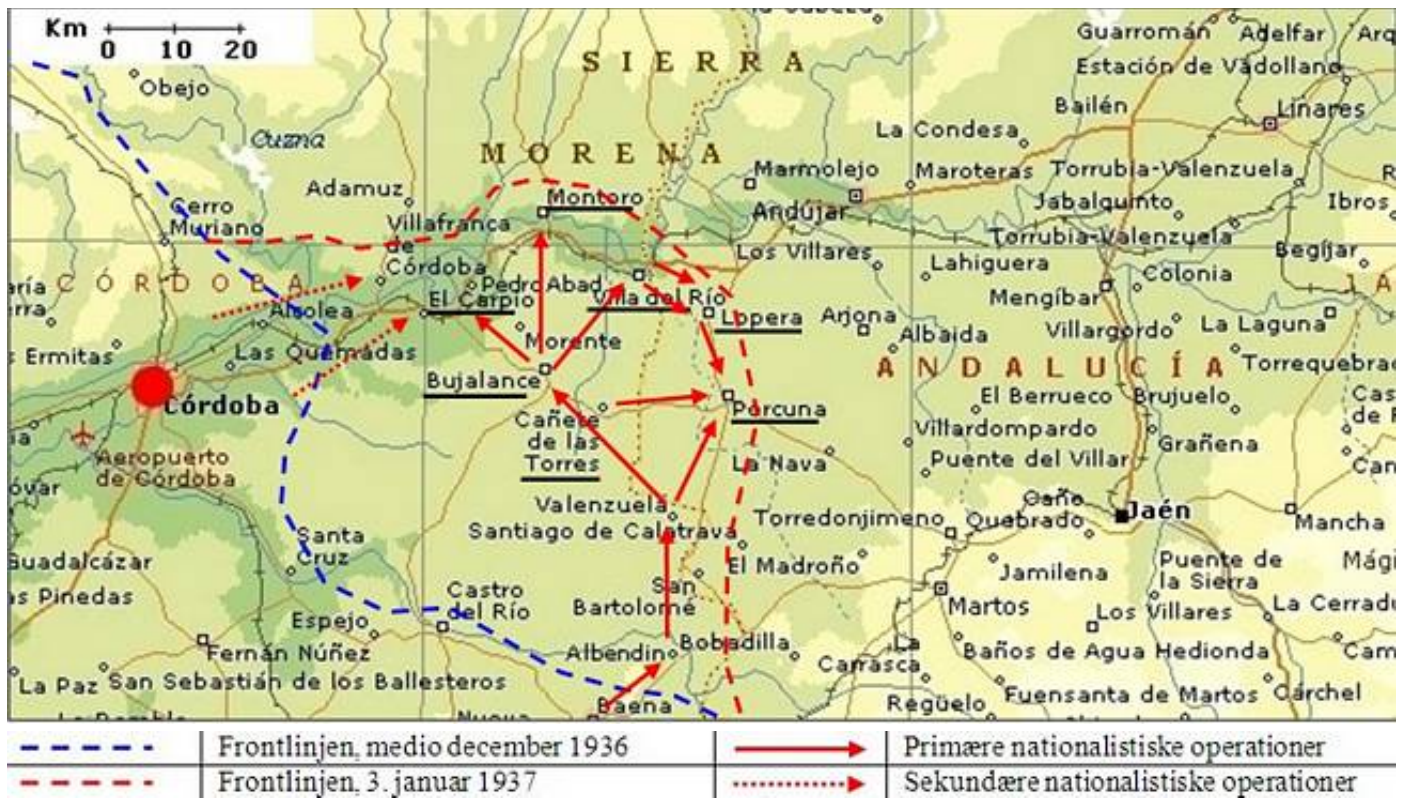 Km
0 10 20
Obejo
Cuzna
SIERRA
MORENA
Guarromán
Adelfar
Estación de Vadollano
Bailén
Linares
La Condesa
Marmolejo
Maroteras
Torrubia-Valenzuela
Adamuz
Montoro
Andújar
Jabalquinto
Ibros
Cerro
Muriano
Villafranca
de
Córdoba
Los Villares
Torrubia-Valenzuela
Begíjar
Lahiguera
Colonia
CÓRDOBA
Pedro Abad
El Carpio
Villa del Río
Mengíbar
Alcolea
Lopera
Arjona
Albaida
Villargordo
La Laguna
Ermitas
Las Quemadas
Morente
ANDALUCÍA
Bujalance
Córdoba
Porcuna
El Berrueco
Brujuelo
Cañete
de las
Torres
Villardompardo
Grañena
Aeropuerto
de Córdoba
La Nava
Puente del Villar
Valenzuela
Caño
Quebrado
Jaén
Santiago de Calatrava
Torredonjimeno
Mancha
Santa
Cruz
El Madroño
Puente de
la Sierra
San
Bartolomé
Jamilena
Castro
del Río
Martos
Los Villares
Espejo
Fernán Núñez
Albendino
Bobadilla
La
Carrasca
Baños de Agua Hedionda
La Paz
San Sebastián de los Ballesteros
Fuensanta de Martos
Cárchel
Baena
Regüelo
Frontlinjen, medio december 1936
Primære nationalistiske operationer
Frontlinjen, 3. januar 1937
Sekundære nationalistiske operationer